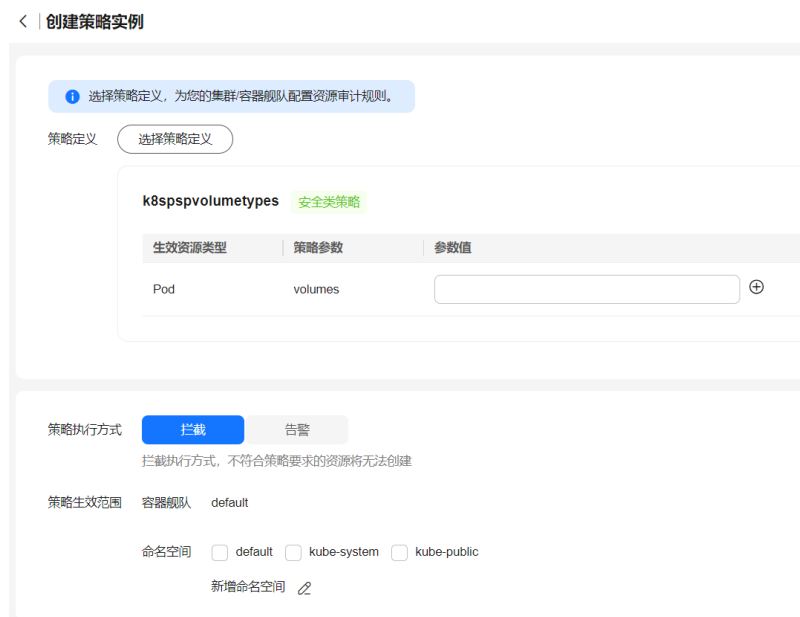 创建策略实例
选择策略定义，为您的集群/容器舰队配置资源审计规则。
策略定义 选择策略定义
k8spspvolumetypes 安全类策略
生效资源类型 策略参数 参数值
Pod volumes
策略执行方式 拦截 告警
拦截执行方式，不符合策略要求的资源将无法创建
策略生效范围 容器舰队 default
命名空间 default kube-system kube-public
新增命名空间